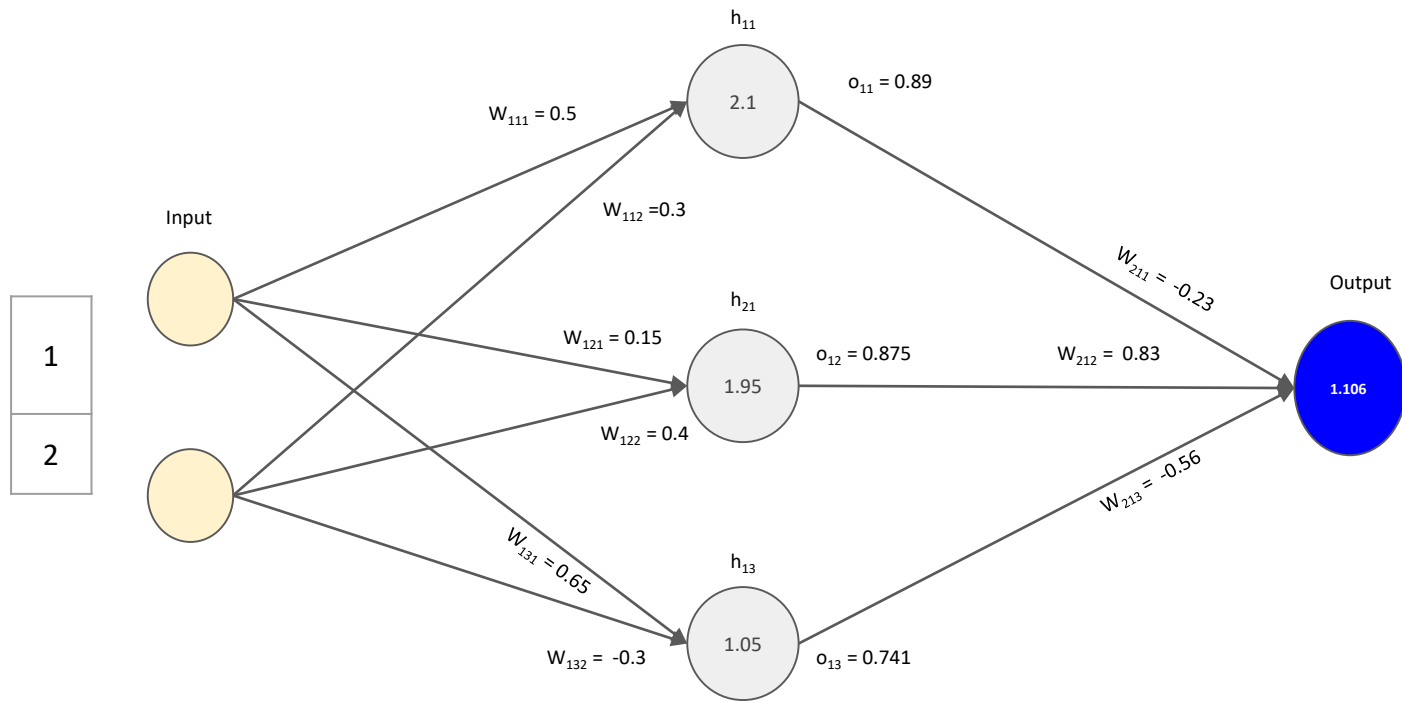 h₁₁
2.1
o₁₁ = 0.89
W₁₁₁ = 0.5
W₁₁₂ =0.3
Input
W₂₁₁ = -0.23
Output
h₂₁
1
W₁₂₁ = 0.15
o₁₂ = 0.875
W₂₁₂ = 0.83
1.95
1.106
W₁₂₂ = 0.4
2
W₂₁₃ = -0.56
W₁₃₁ = 0.65
h₁₃
1.05
W₁₃₂ = -0.3
o₁₃ = 0.741